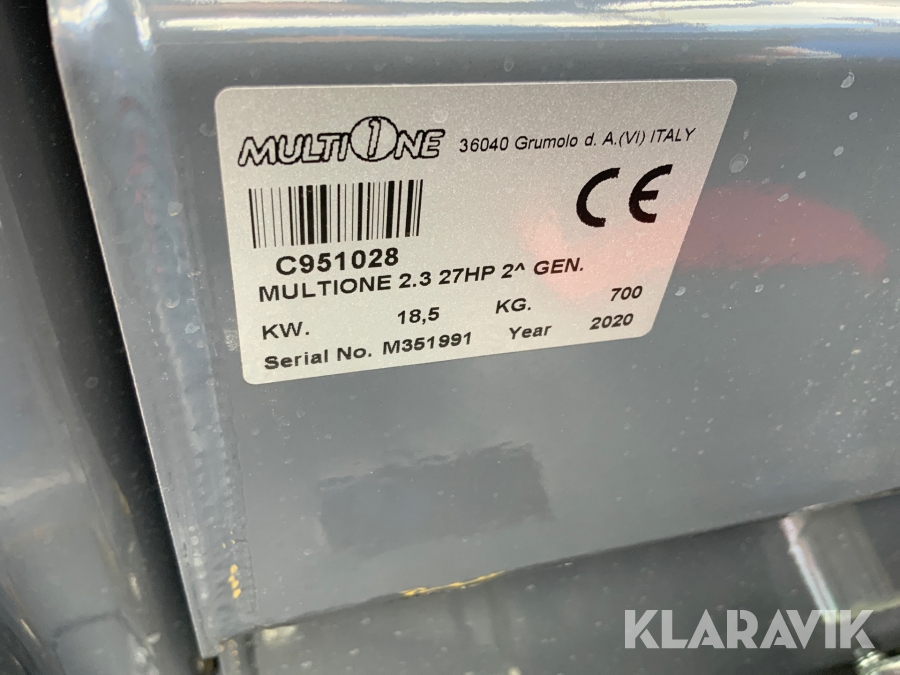 MULTIONE 36040 Grumolo d. A.(VI) ITALY
CE
C951028
MULTIONE 2.3 27HP 2^ GEN.
KW. 18,5 KG. 700
Serial No. M351991 Year 2020
KLARAVIK